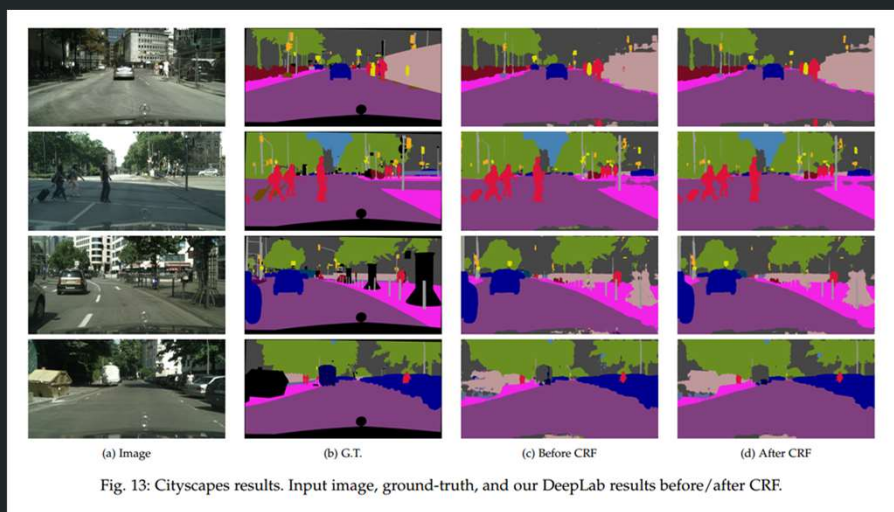 (a) Image
(b) G.T.
(c) Before CRF
(d) After CRF
Fig. 13: Cityscapes results. Input image, ground-truth, and our DeepLab results before/after CRF.